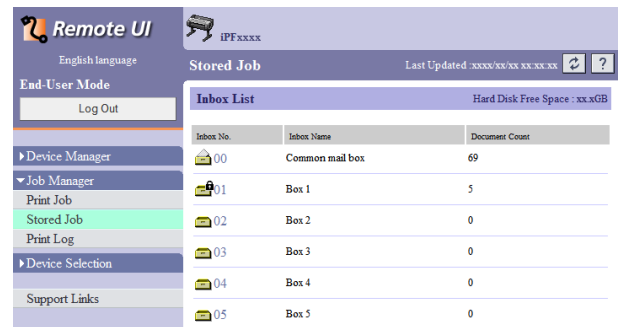 Remote UI
iPFxxxx
English language
Stored Job
Last Updated :xxxx/xx/xx xx:xx:xx
?
End-User Mode
Log Out
Inbox List
Hard Disk Free Space : xx.xGB
Inbox No. Inbox Name Document Count
00 Common mail box 69
01 Box 1 5
02 Box 2 0
03 Box 3 0
04 Box 4 0
05 Box 5 0
Device Manager
Job Manager
Print Job
Stored Job
Print Log
Device Selection
Support Links